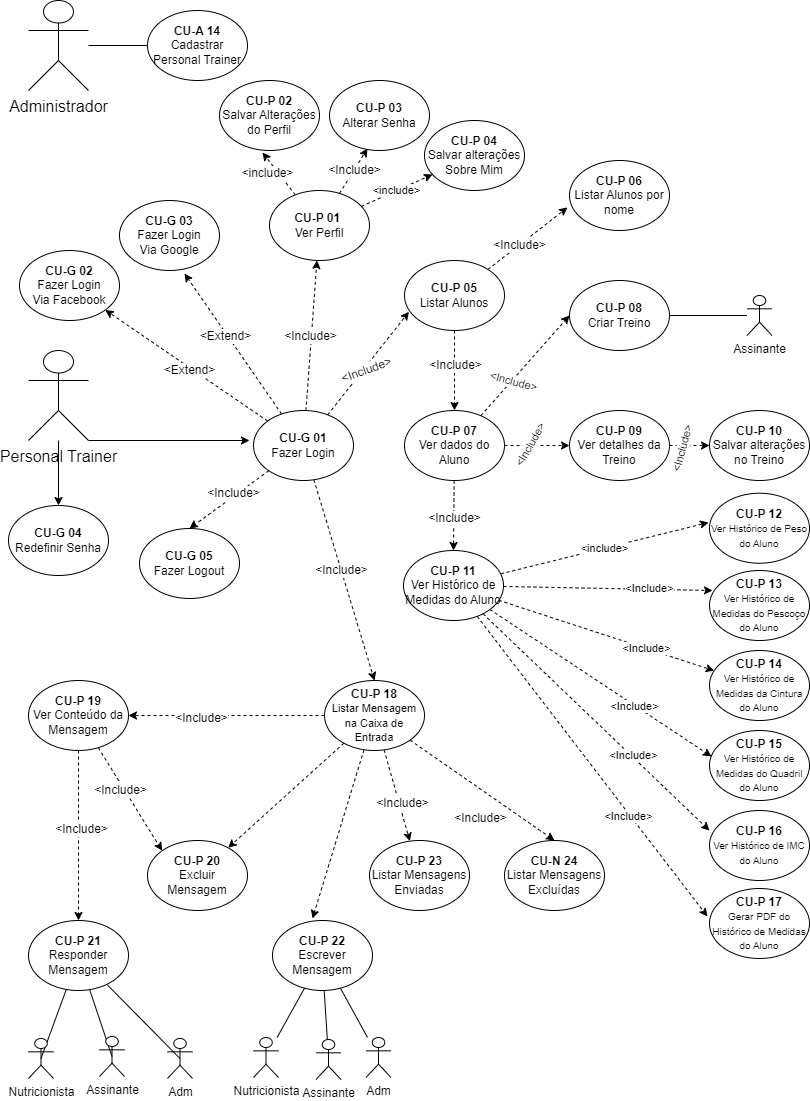 CU-A 14
Cadastrar
Personal Trainer
Administrador
CU-P 02
Salvar Alterações
do Perfil
CU-P 03
Alterar Senha
CU-P 04
Salvar alterações
Sobre Mim
<include>
<Include>
<include>
CU-P 01
Ver Perfil
CU-P 06
Listar Alunos por
nome
CU-G 03
Fazer Login
Via Google
<Include>
CU-G 02
Fazer Login
Via Facebook
CU-P 05
Listar Alunos
CU-P 08
Criar Treino
Assinante
<Extend>
<Include>
<Extend>
<Include>
<Include>
<Include>
Personal Trainer
CU-G 01
Fazer Login
CU-P 07
Ver dados do
Aluno
<Include>
CU-P 09
Ver detalhes da
Treino
<Include>
CU-P 10
Salvar alterações
no Treino
<Include>
<Include>
CU-G 04
Redefinir Senha
CU-G 05
Fazer Logout
<Include>
CU-P 11
Ver Histórico de
Medidas do Aluno
<include>
CU-P 12
Ver Histórico de Peso
do Aluno
<Include>
CU-P 13
Ver Histórico de
Medidas do Pescoço
do Aluno
<Include>
CU-P 14
Ver Histórico de
Medidas da Cintura do
Aluno
<Include>
CU-P 15
Ver Histórico de
Medidas do Quadril do
Aluno
<Include>
CU-P 16
Ver Histórico de IMC
do Aluno
<Include>
CU-P 17
Gerar PDF do
Histórico de Medidas
do Aluno
CU-P 19
Ver Conteúdo da
Mensagem
<Include>
CU-P 18
Listar Mensagem
na Caixa de
Entrada
<Include>
<Include>
<Include>
<Include>
CU-P 20
Excluir
Mensagem
CU-P 23
Listar Mensagens
Enviadas
CU-N 24
Listar Mensagens
Excluídas
CU-P 21
Responder
Mensagem
CU-P 22
Escrever
Mensagem
Nutricionista
Assinante
Adm
Nutricionista
Assinante
Adm